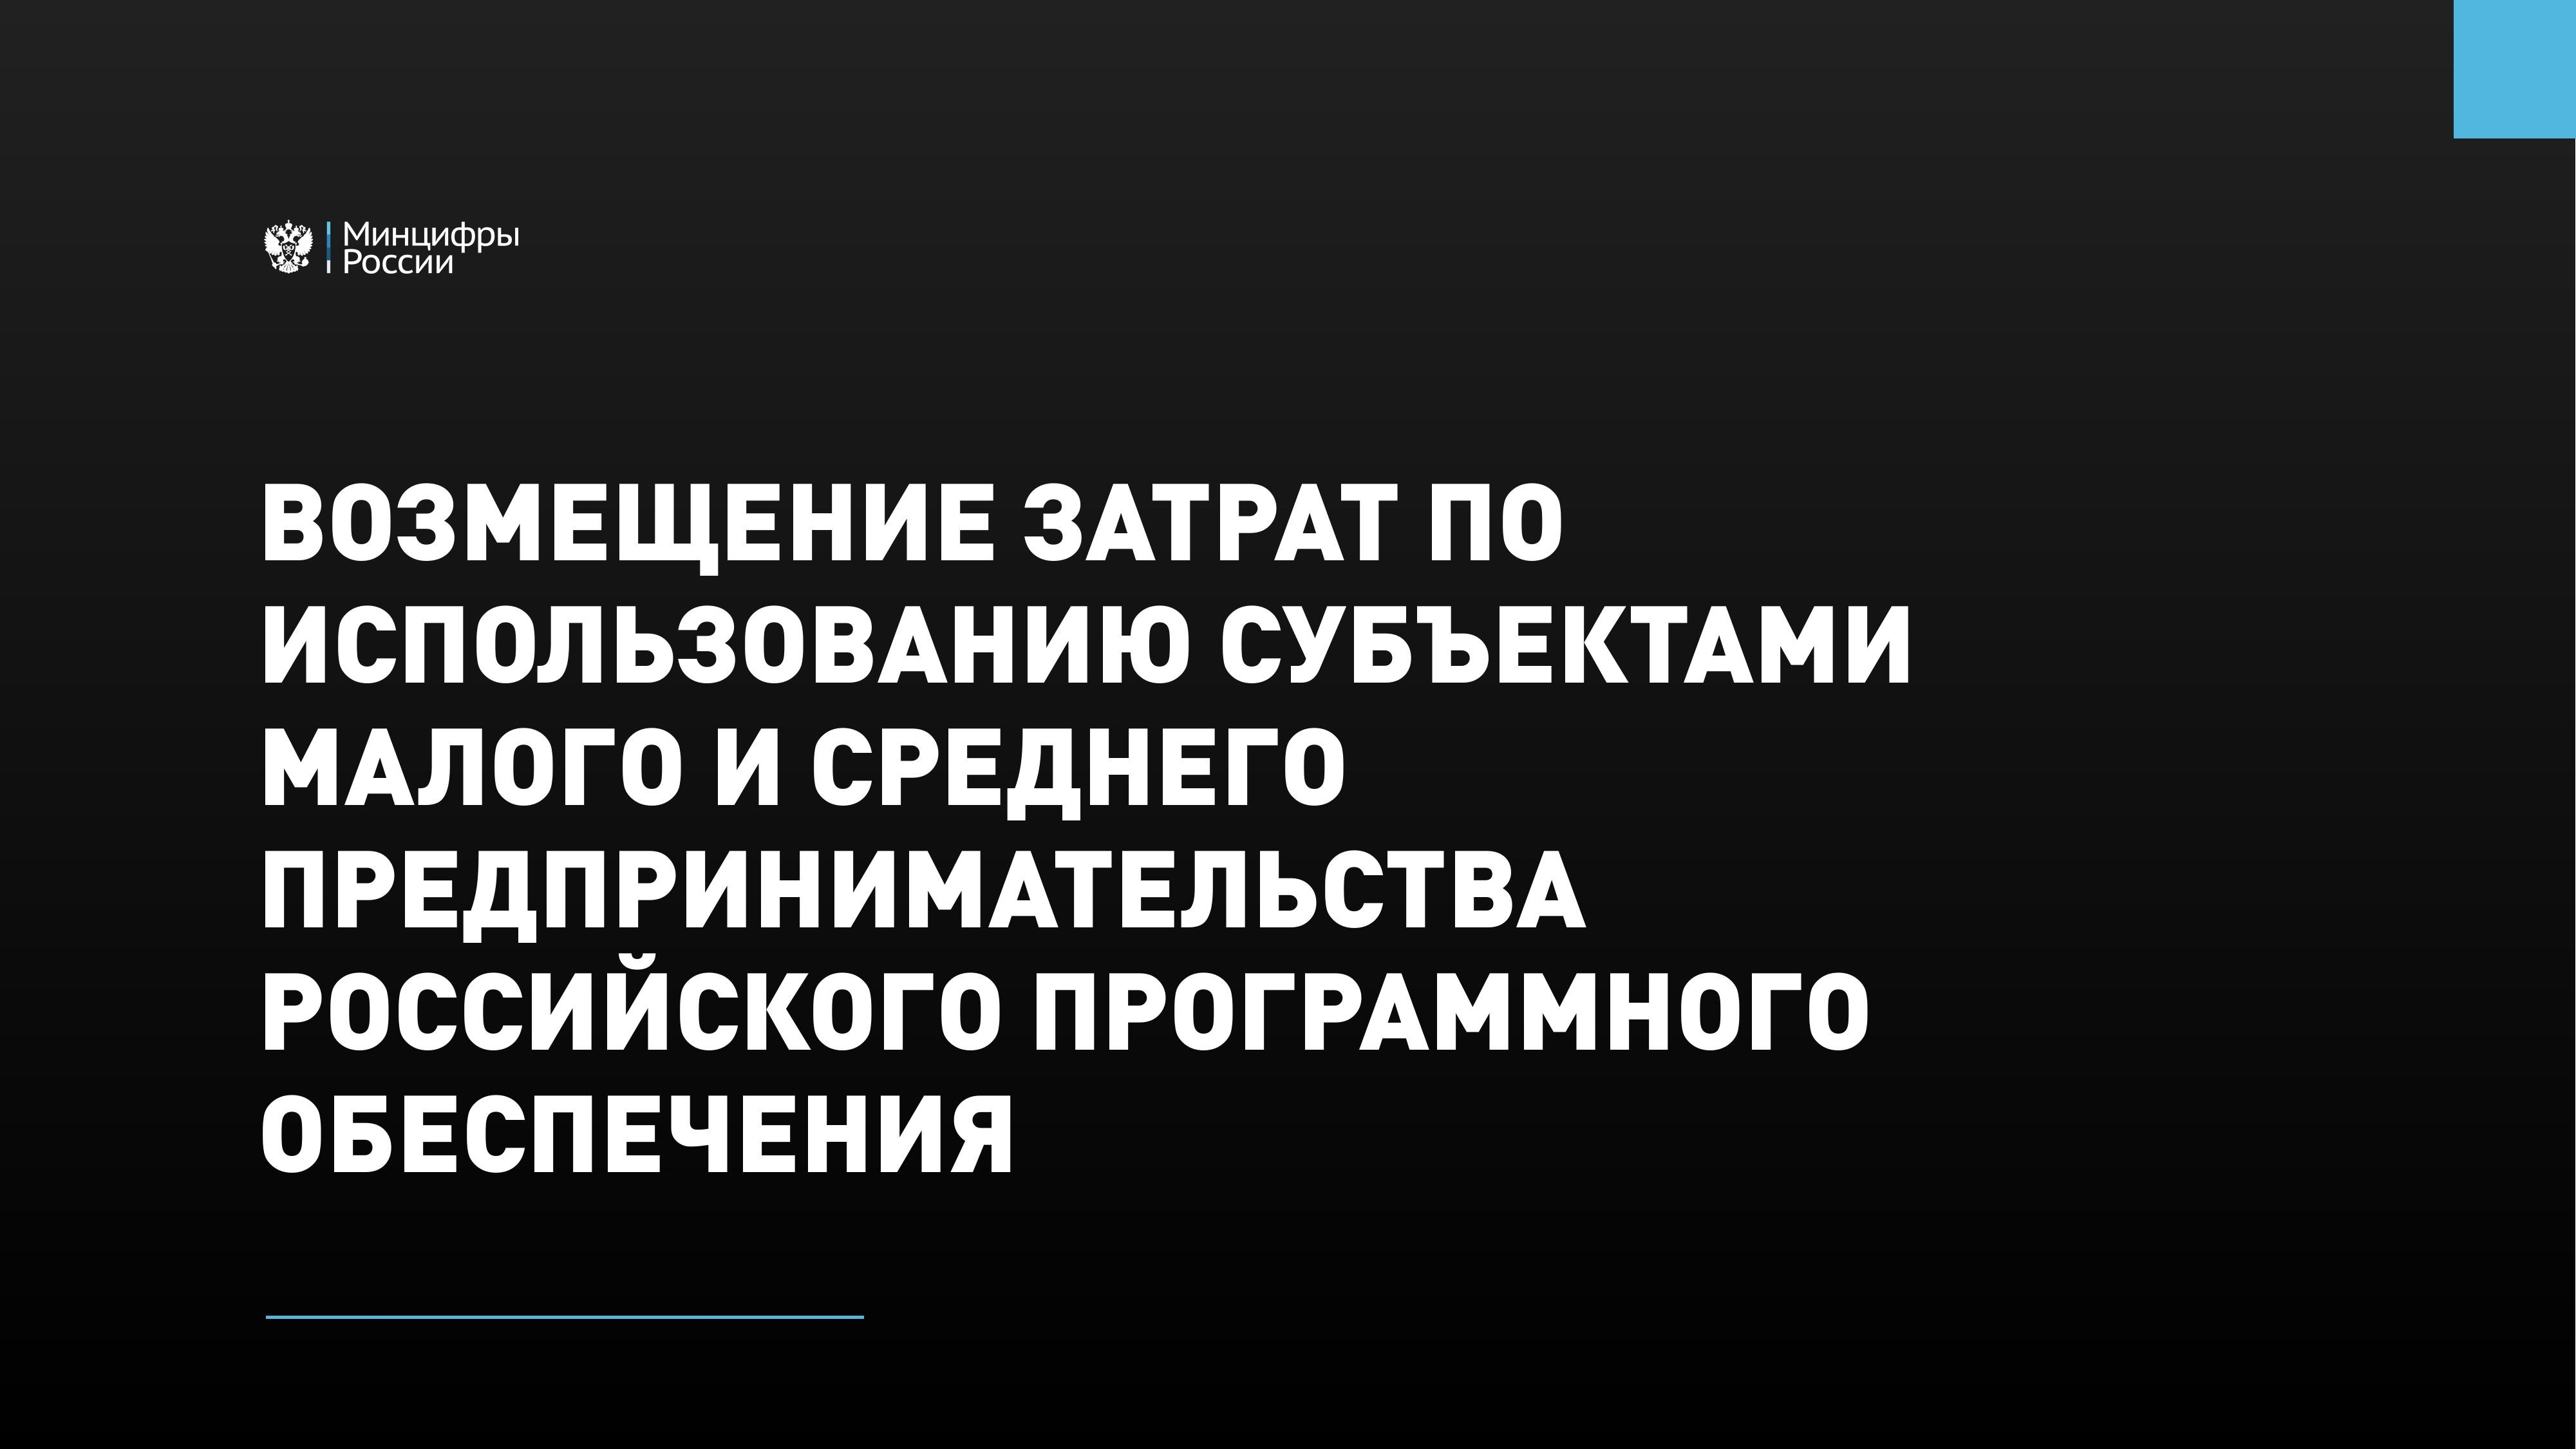 Минцифры
России
ВОЗМЕЩЕНИЕ ЗАТРАТ ПО
ИСПОЛЬЗОВАНИЮ СУБЪЕКТАМИ
МАЛОГО И СРЕДНЕГО
ПРЕДПРИНИМАТЕЛЬСТВА
РОССИЙСКОГО ПРОГРАММНОГО
ОБЕСПЕЧЕНИЯ